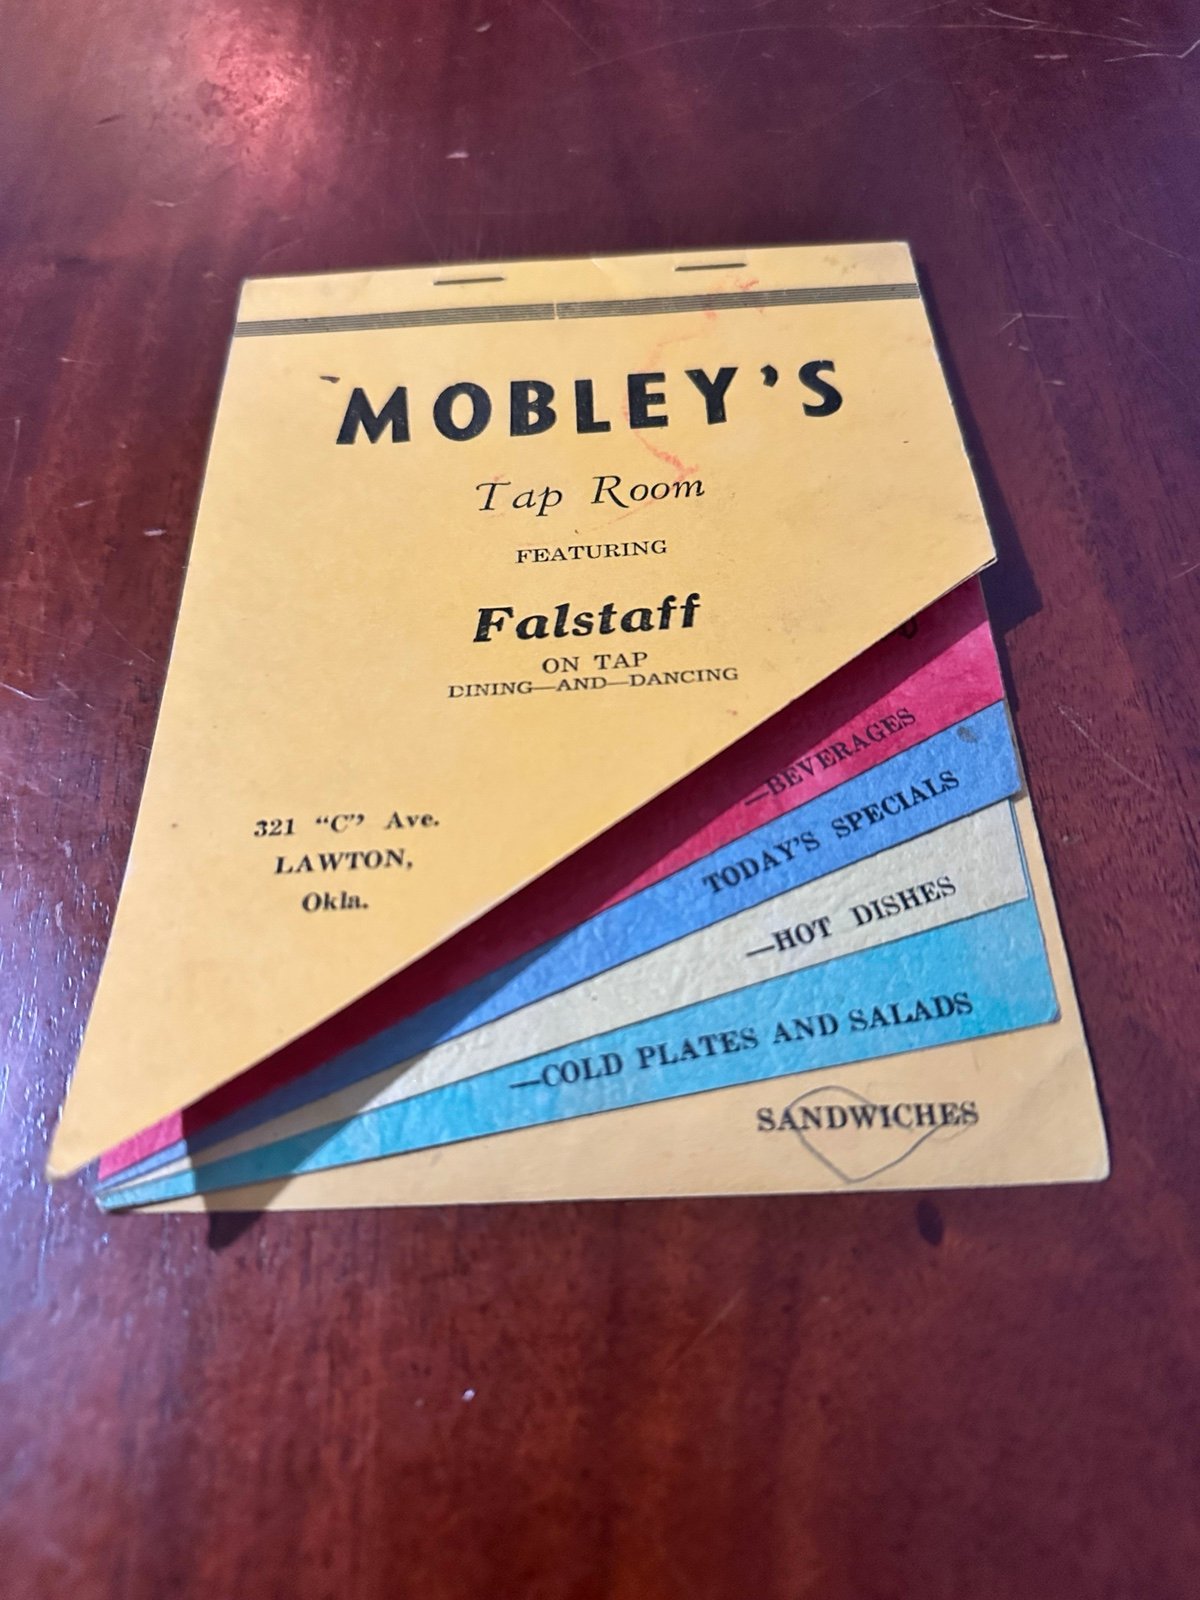 MOBLEY'S
Tap Room
FEATURING
Falstaff
ON TAP
DINING—AND—DANCING
321 "C" Ave.
LAWTON,
Okla.
—BEVERAGES
TODAY'S SPECIALS
—HOT DISHES
—COLD PLATES AND SALADS
SANDWICHES